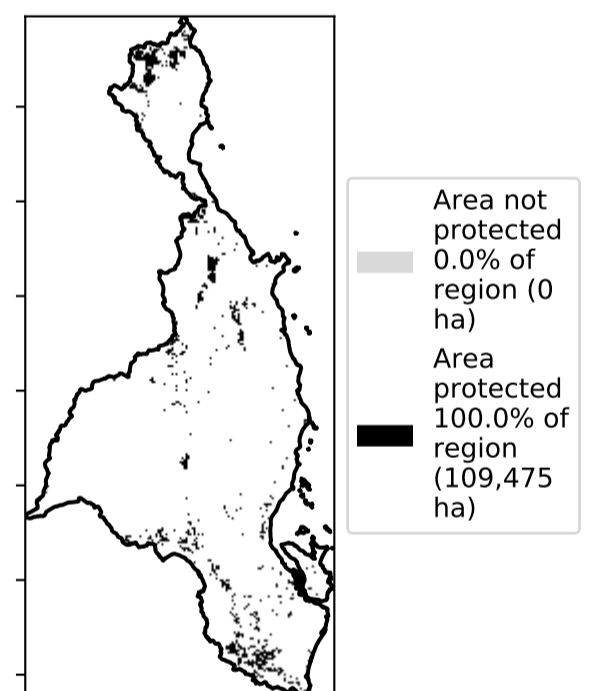 Area not
protected
0.0% of
region (0
ha)
Area
protected
100.0% of
region
(109,475
ha)